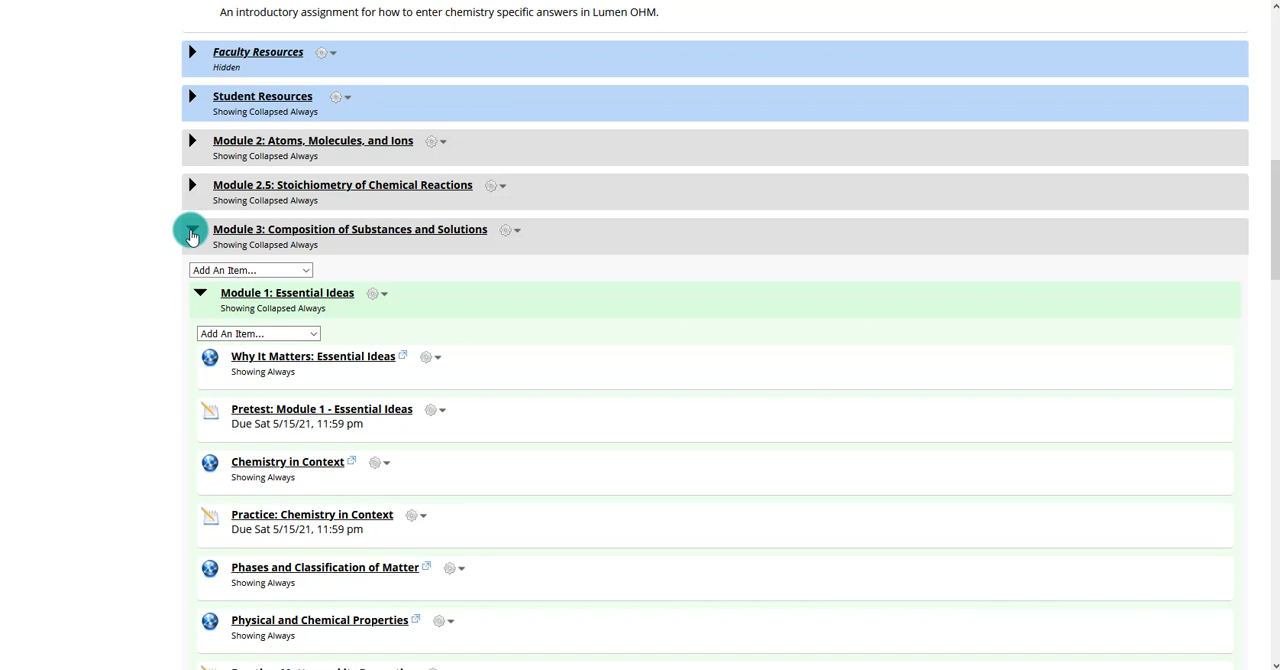 An introductory assignment for how to enter chemistry specific answers in Lumen OHM.
Faculty Resources
Hidden
Student Resources
Showing Collapsed Always
Module 2: Atoms, Molecules, and Ions
Showing Collapsed Always
Module 2.5: Stoichiometry of Chemical Reactions
Showing Collapsed Always
Module 3: Composition of Substances and Solutions
Showing Collapsed Always
Add An Item...
Module 1: Essential Ideas
Showing Collapsed Always
Add An Item...
Why It Matters: Essential Ideas
Showing Always
Pretest: Module 1 - Essential Ideas
Due Sat 5/15/21, 11:59 pm
Chemistry in Context
Showing Always
Practice: Chemistry in Context
Due Sat 5/15/21, 11:59 pm
Phases and Classification of Matter
Showing Always
Physical and Chemical Properties
Showing Always